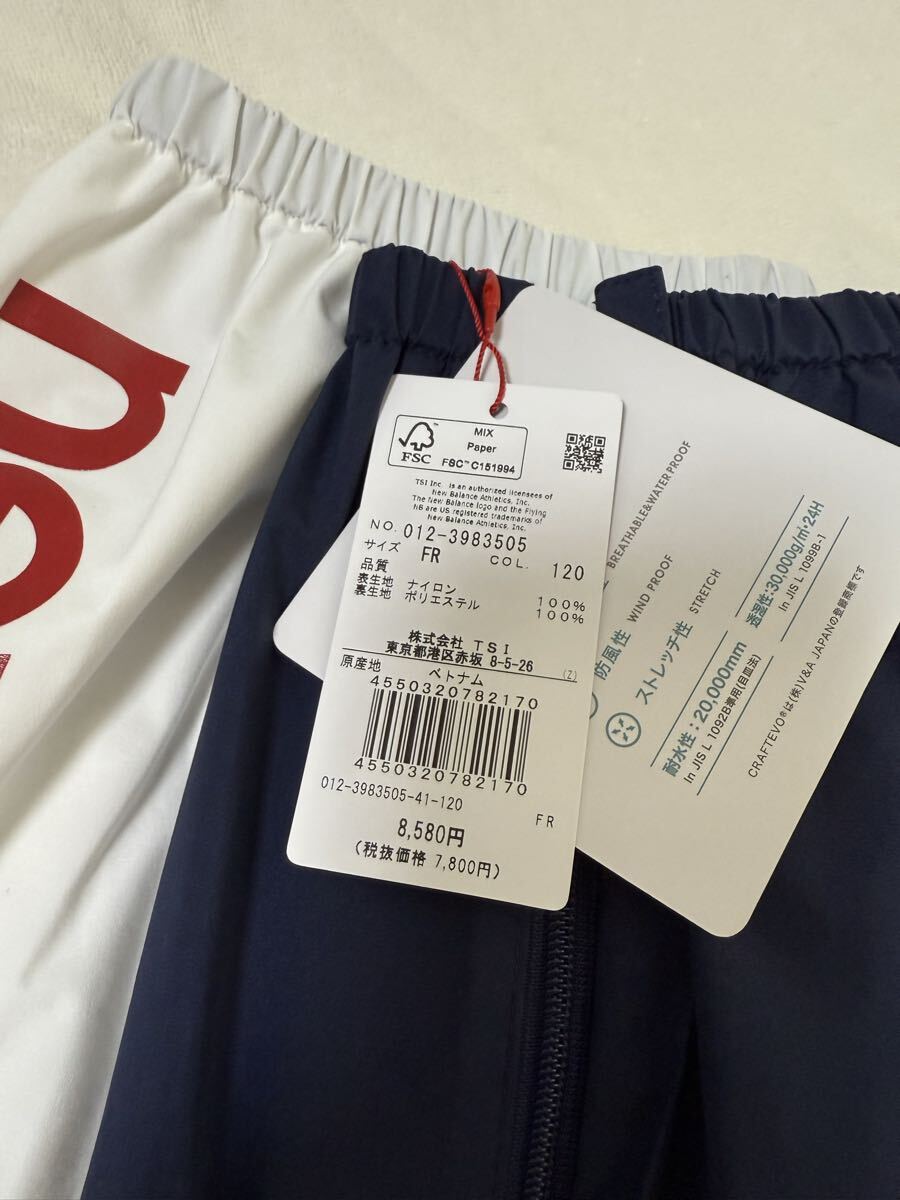 MIX
Paper
FSC™ C151994
FSC
TSI Inc. is an authorized licensees of
New Balance Athletics, Inc.
The New Balance logo and the Flying
NB are US registered trademarks of
New Balance Athletics, Inc.
NO. 012-3983505
サイズ FR COL. 120
品質
表生地 ナイロン 100%
裏生地 ポリエステル 100%
株式会社 TSI
東京都港区赤坂 8-5-26
原産地 ベトナム (Z)
4550320782170
4550320782170
012-3983505-41-120
FR
8,580円
(税抜価格 7,800円)
BREATHABLE&WATER PROOF
防風性 WIND PROOF
ストレッチ性 STRETCH
耐水性:20,000mm 透湿性:30,000g/㎡・24H
In JIS L 1092B準用(目皿法) In JIS L 1099B-1
CRAFTEVO®は(株)V&A JAPANの登録商標です